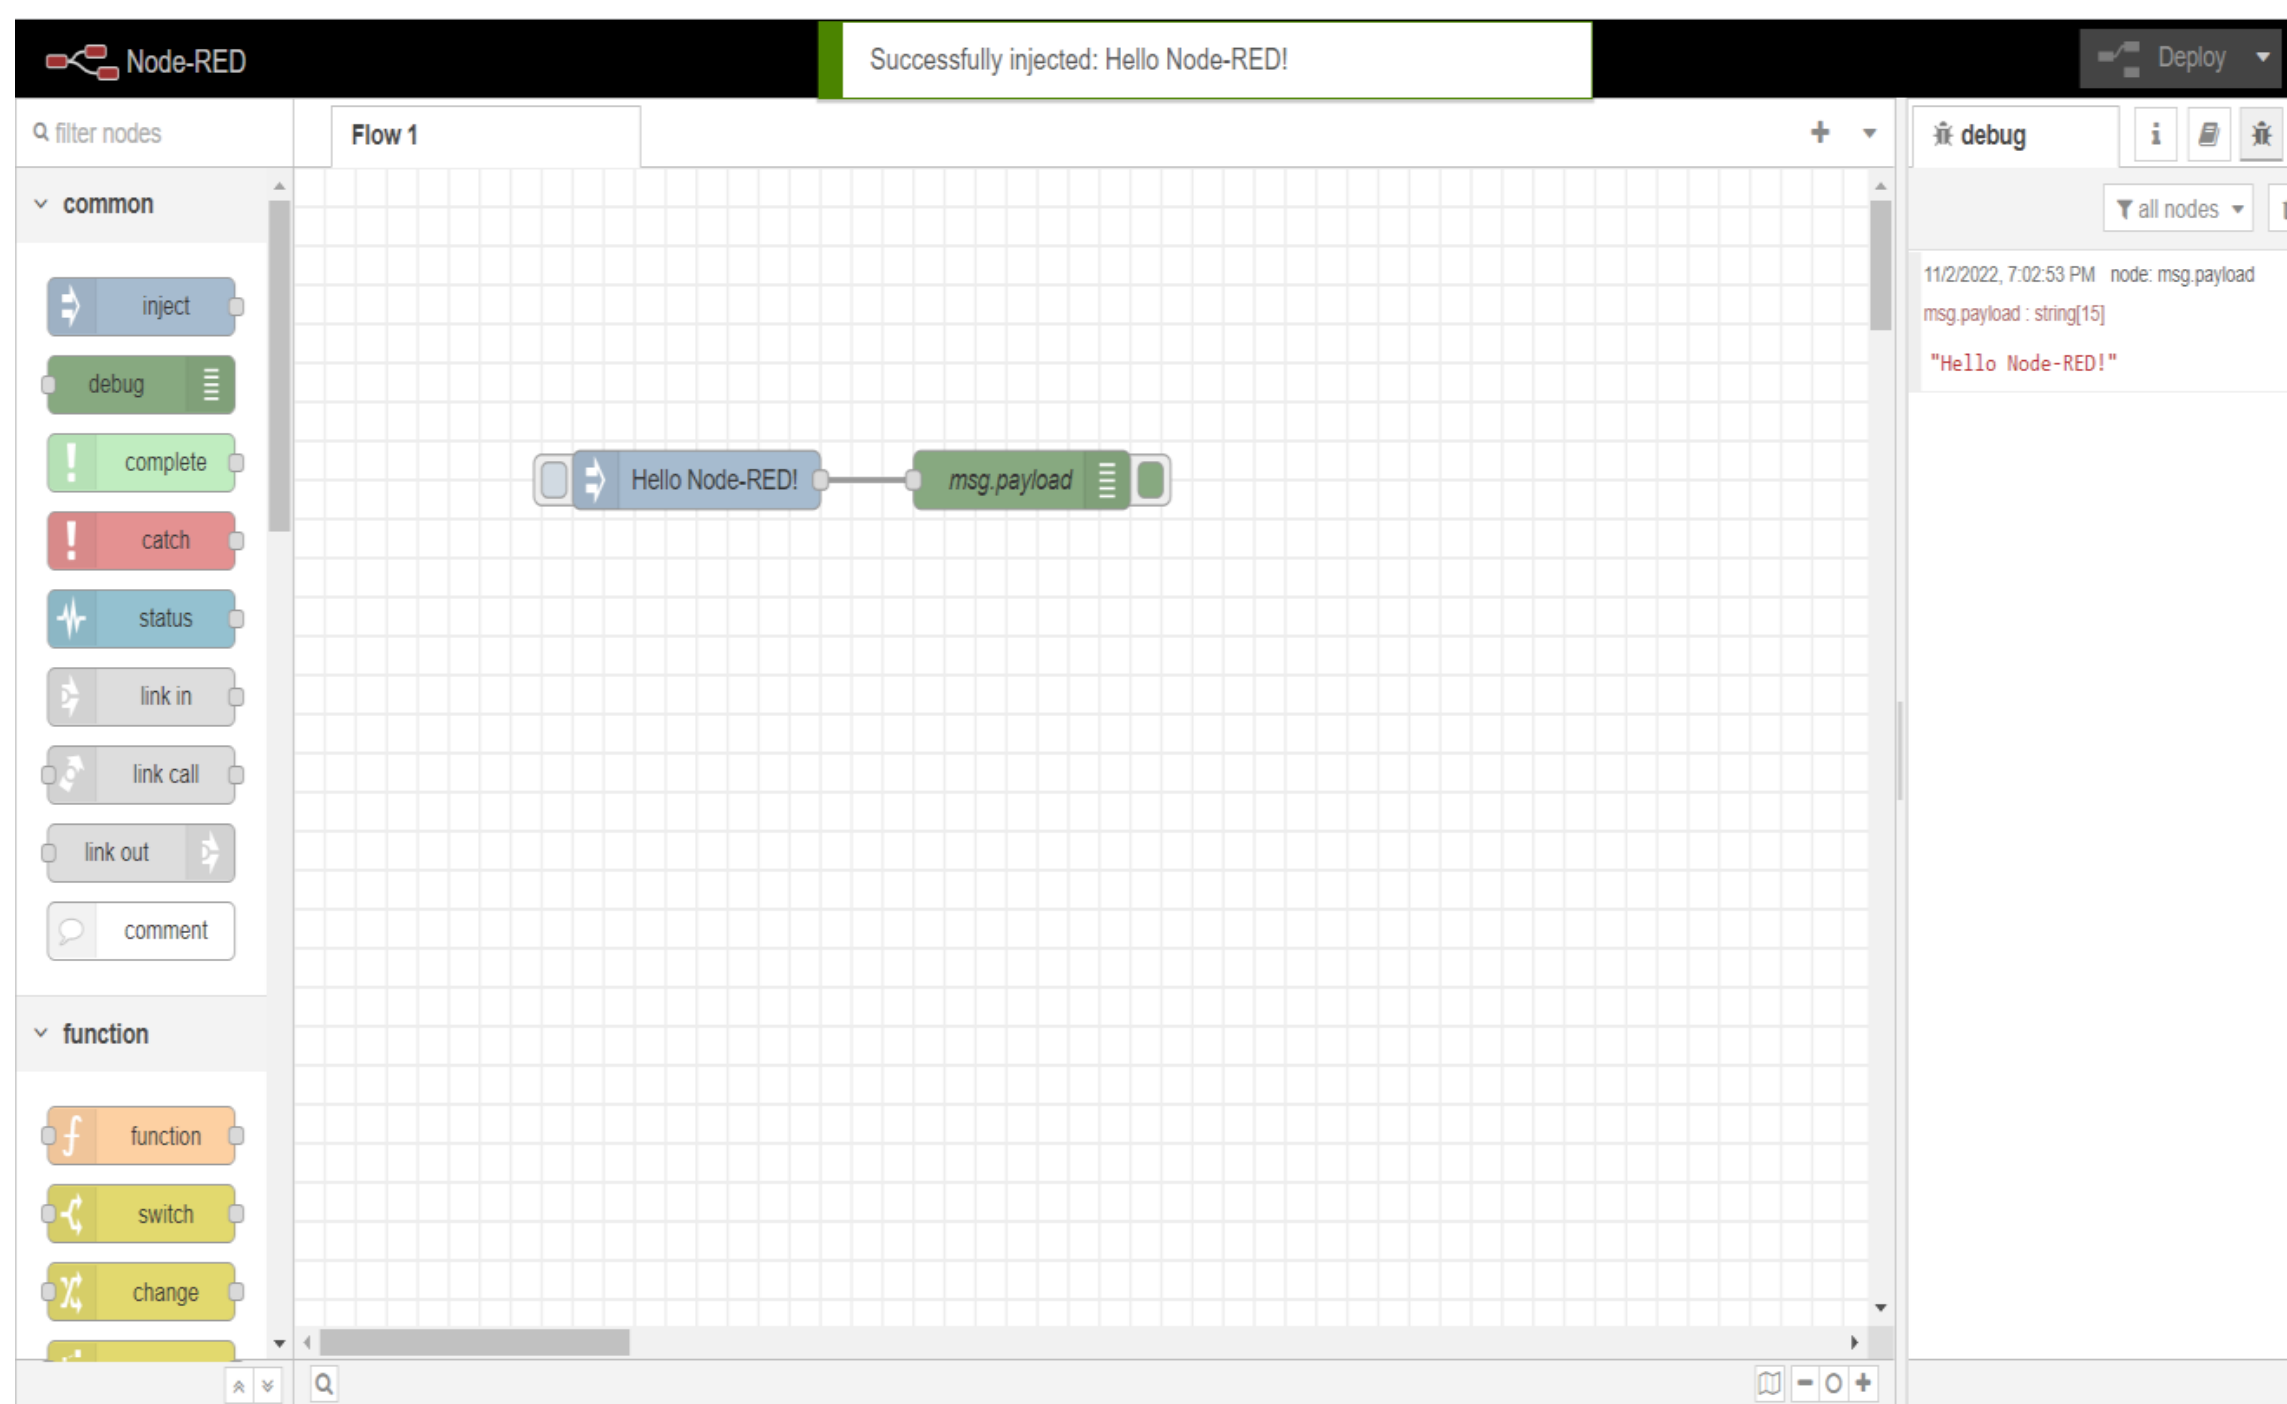 Node-RED
Successfully injected: Hello Node-RED!
Deploy
filter nodes
Flow 1
debug
i
common
all nodes
inject
11/2/2022, 7:02:53 PM node: msg.payload
msg.payload : string[15]
"Hello Node-RED!"
debug
complete
Hello Node-RED!
msg.payload
catch
status
link in
link call
link out
comment
function
function
switch
change